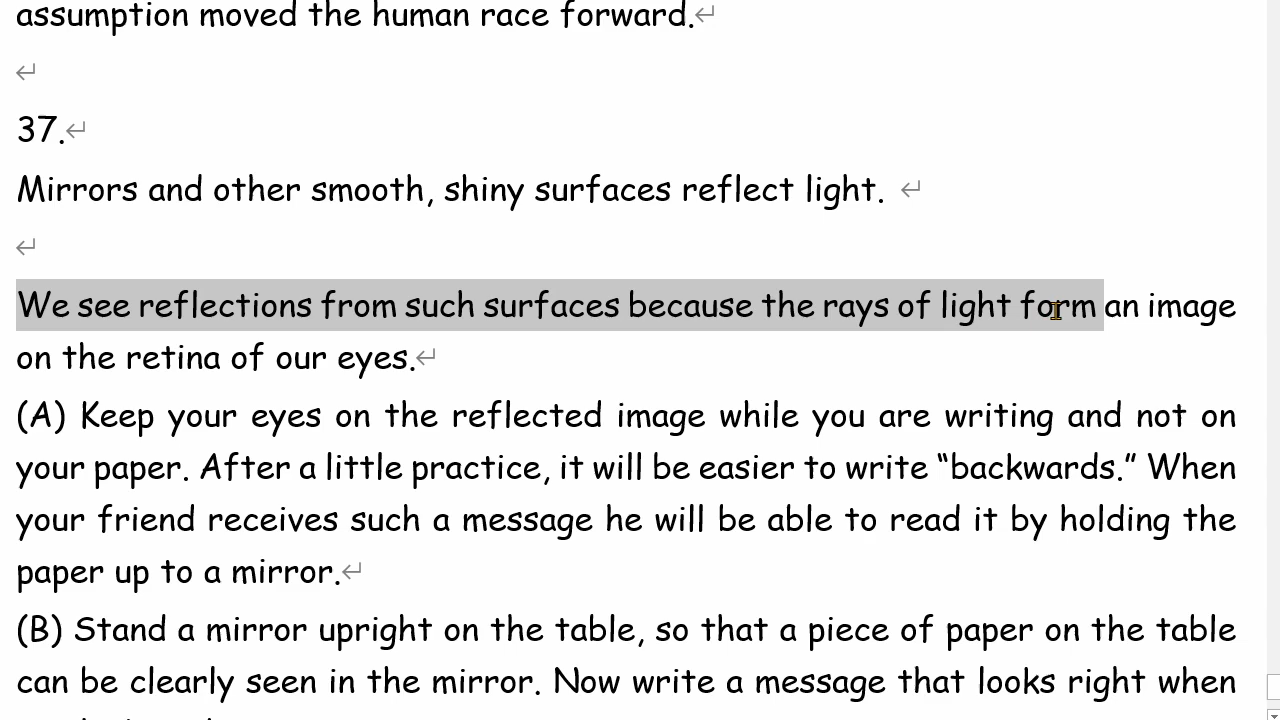 assumption moved the human race forward.
37.
Mirrors and other smooth, shiny surfaces reflect light.
We see reflections from such surfaces because the rays of light form an image
on the retina of our eyes.
(A) Keep your eyes on the reflected image while you are writing and not on
your paper. After a little practice, it will be easier to write “backwards.” When
your friend receives such a message he will be able to read it by holding the
paper up to a mirror.
(B) Stand a mirror upright on the table, so that a piece of paper on the table
can be clearly seen in the mirror. Now write a message that looks right when